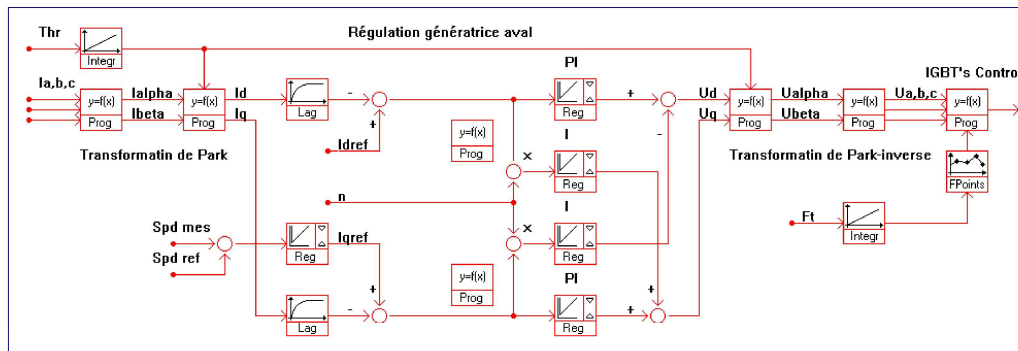 Thr
Régulation génératrice aval
Integr
PI
IGBT's Contro
Ia,b,c
y=f(x)
Prog
Ialpha
Ibeta
y=f(x)
Prog
Id
Iq
Lag
-
+
Idref
y=f(x)
Prog
Reg
+
-
Ud
Uq
y=f(x)
Prog
Ualpha
Ubeta
y=f(x)
Prog
Ua,b,c
y=f(x)
Prog
Transformatin de Park
I
x
Reg
Transformatin de Park-inverse
FPoints
n
I
x
Reg
Ft
Integr
Spd mes
Spd ref
Reg
Iqref
y=f(x)
Prog
PI
+
-
Lag
Reg
+
+